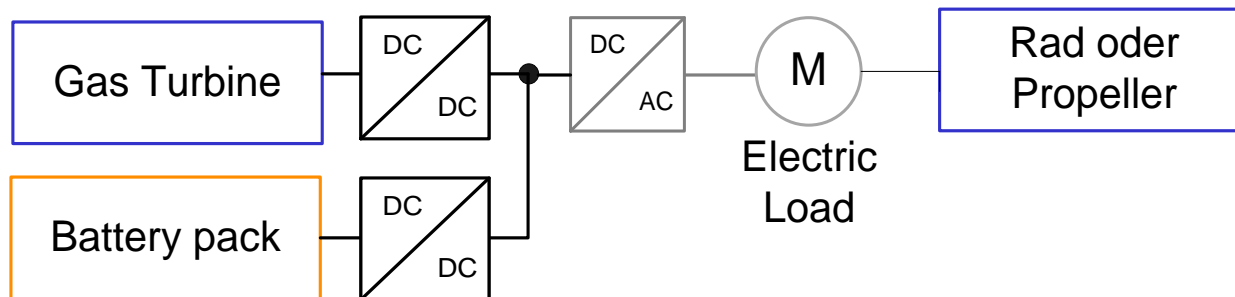 Gas Turbine
DC
DC
DC
AC
M
Electric
Load
Rad oder
Propeller
Battery pack
DC
DC